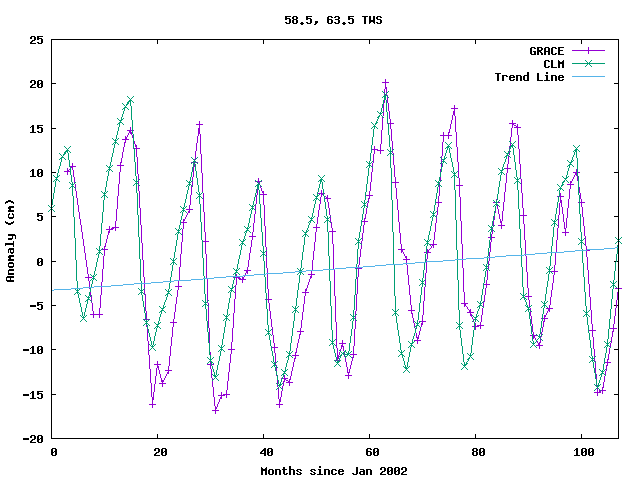 58.5, 63.5 TWS
GRACE
CLM
Trend Line
25
20
15
10
5
0
-5
-10
-15
-20
Anomaly (cm)
0 20 40 60 80 100
Months since Jan 2002